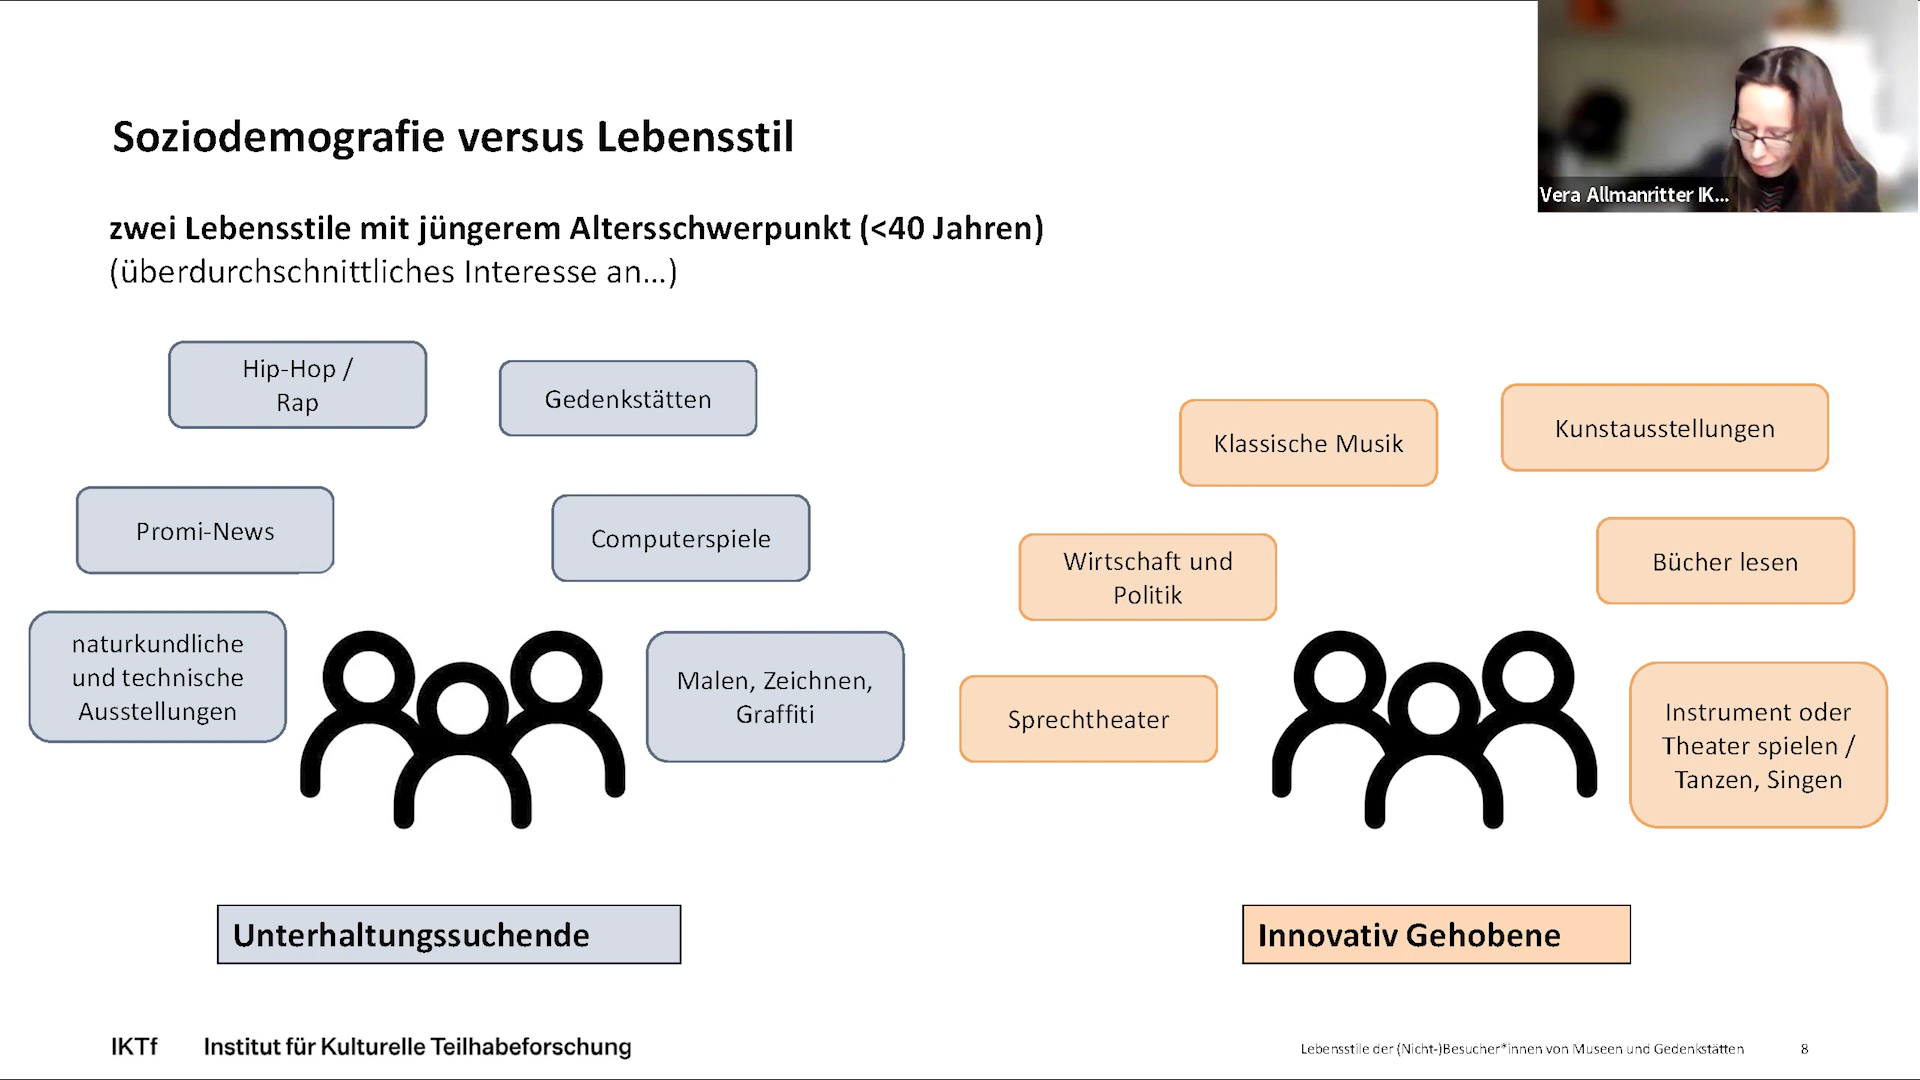 Soziodemografie versus Lebensstil
Vera Allmanritter IK...
zwei Lebensstile mit jüngerem Altersschwerpunkt (<40 Jahren)
(überdurchschnittliches Interesse an...)
Hip-Hop /
Rap
Gedenkstätten
Promi-News
Computerspiele
naturkundliche
und technische
Ausstellungen
Malen, Zeichnen,
Graffiti
Unterhaltungssuchende
Klassische Musik
Kunstausstellungen
Wirtschaft und
Politik
Bücher lesen
Sprechtheater
Instrument oder
Theater spielen /
Tanzen, Singen
Innovativ Gehobene
IKTf Institut für Kulturelle Teilhabeforschung
Lebensstile der (Nicht-)Besucher*innen von Museen und Gedenkstätten 8